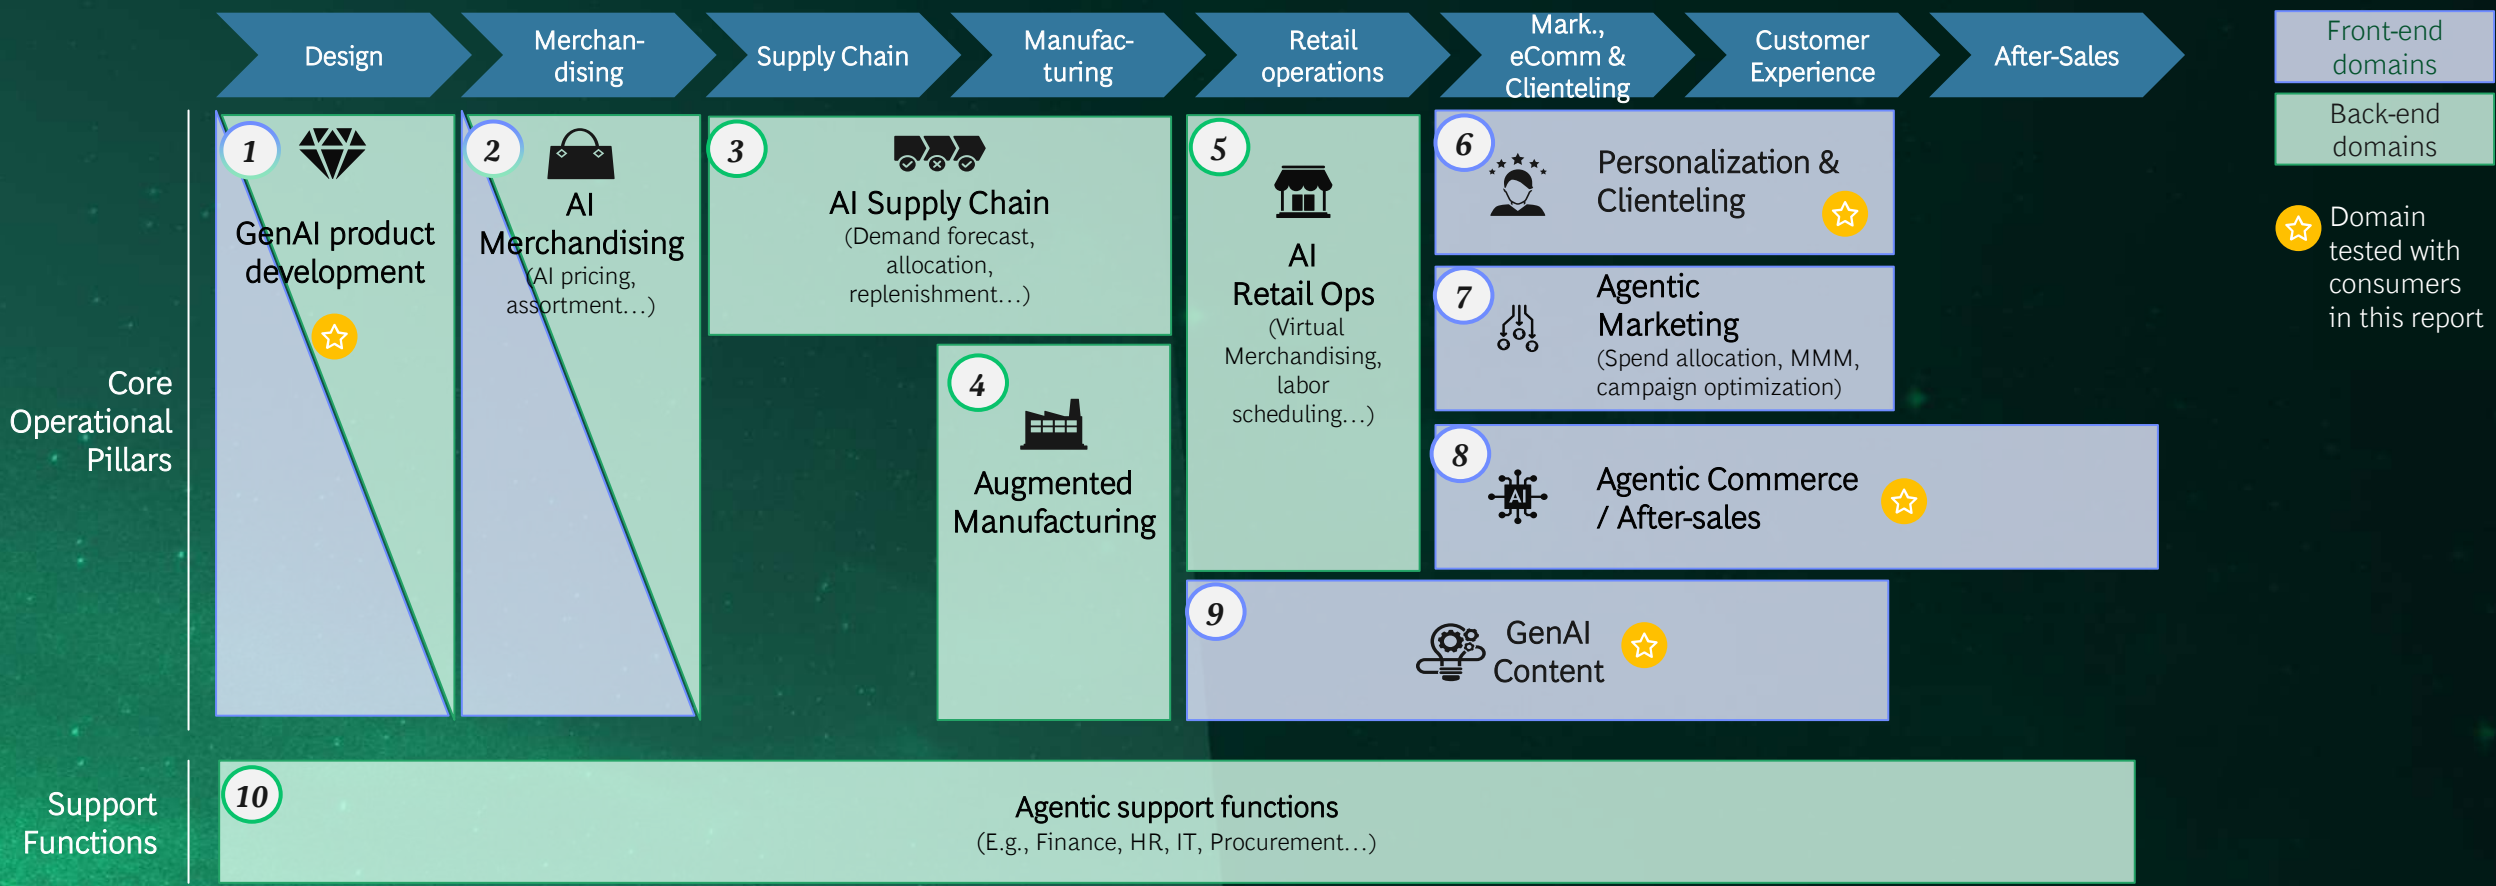 Design
Merchan-
dising
Supply Chain
Manufac-
turing
Retail
operations
Mark.,
eComm &
Clienteling
Customer
Experience
After-Sales
Front-end
domains
Back-end
domains
Domain
tested with
consumers
in this report
Core
Operational
Pillars
1
GenAI product
development
2
AI
Merchandising
(AI pricing,
assortment...)
3
AI Supply Chain
(Demand forecast,
allocation,
replenishment...)
4
Augmented
Manufacturing
5
AI
Retail Ops
(Virtual
Merchandising,
labor
scheduling...)
6
Personalization &
Clienteling
7
Agentic
Marketing
(Spend allocation, MMM,
campaign optimization)
8
AI
Agentic Commerce
/ After-sales
9
GenAI
Content
Support
Functions
10
Agentic support functions
(E.g., Finance, HR, IT, Procurement...)